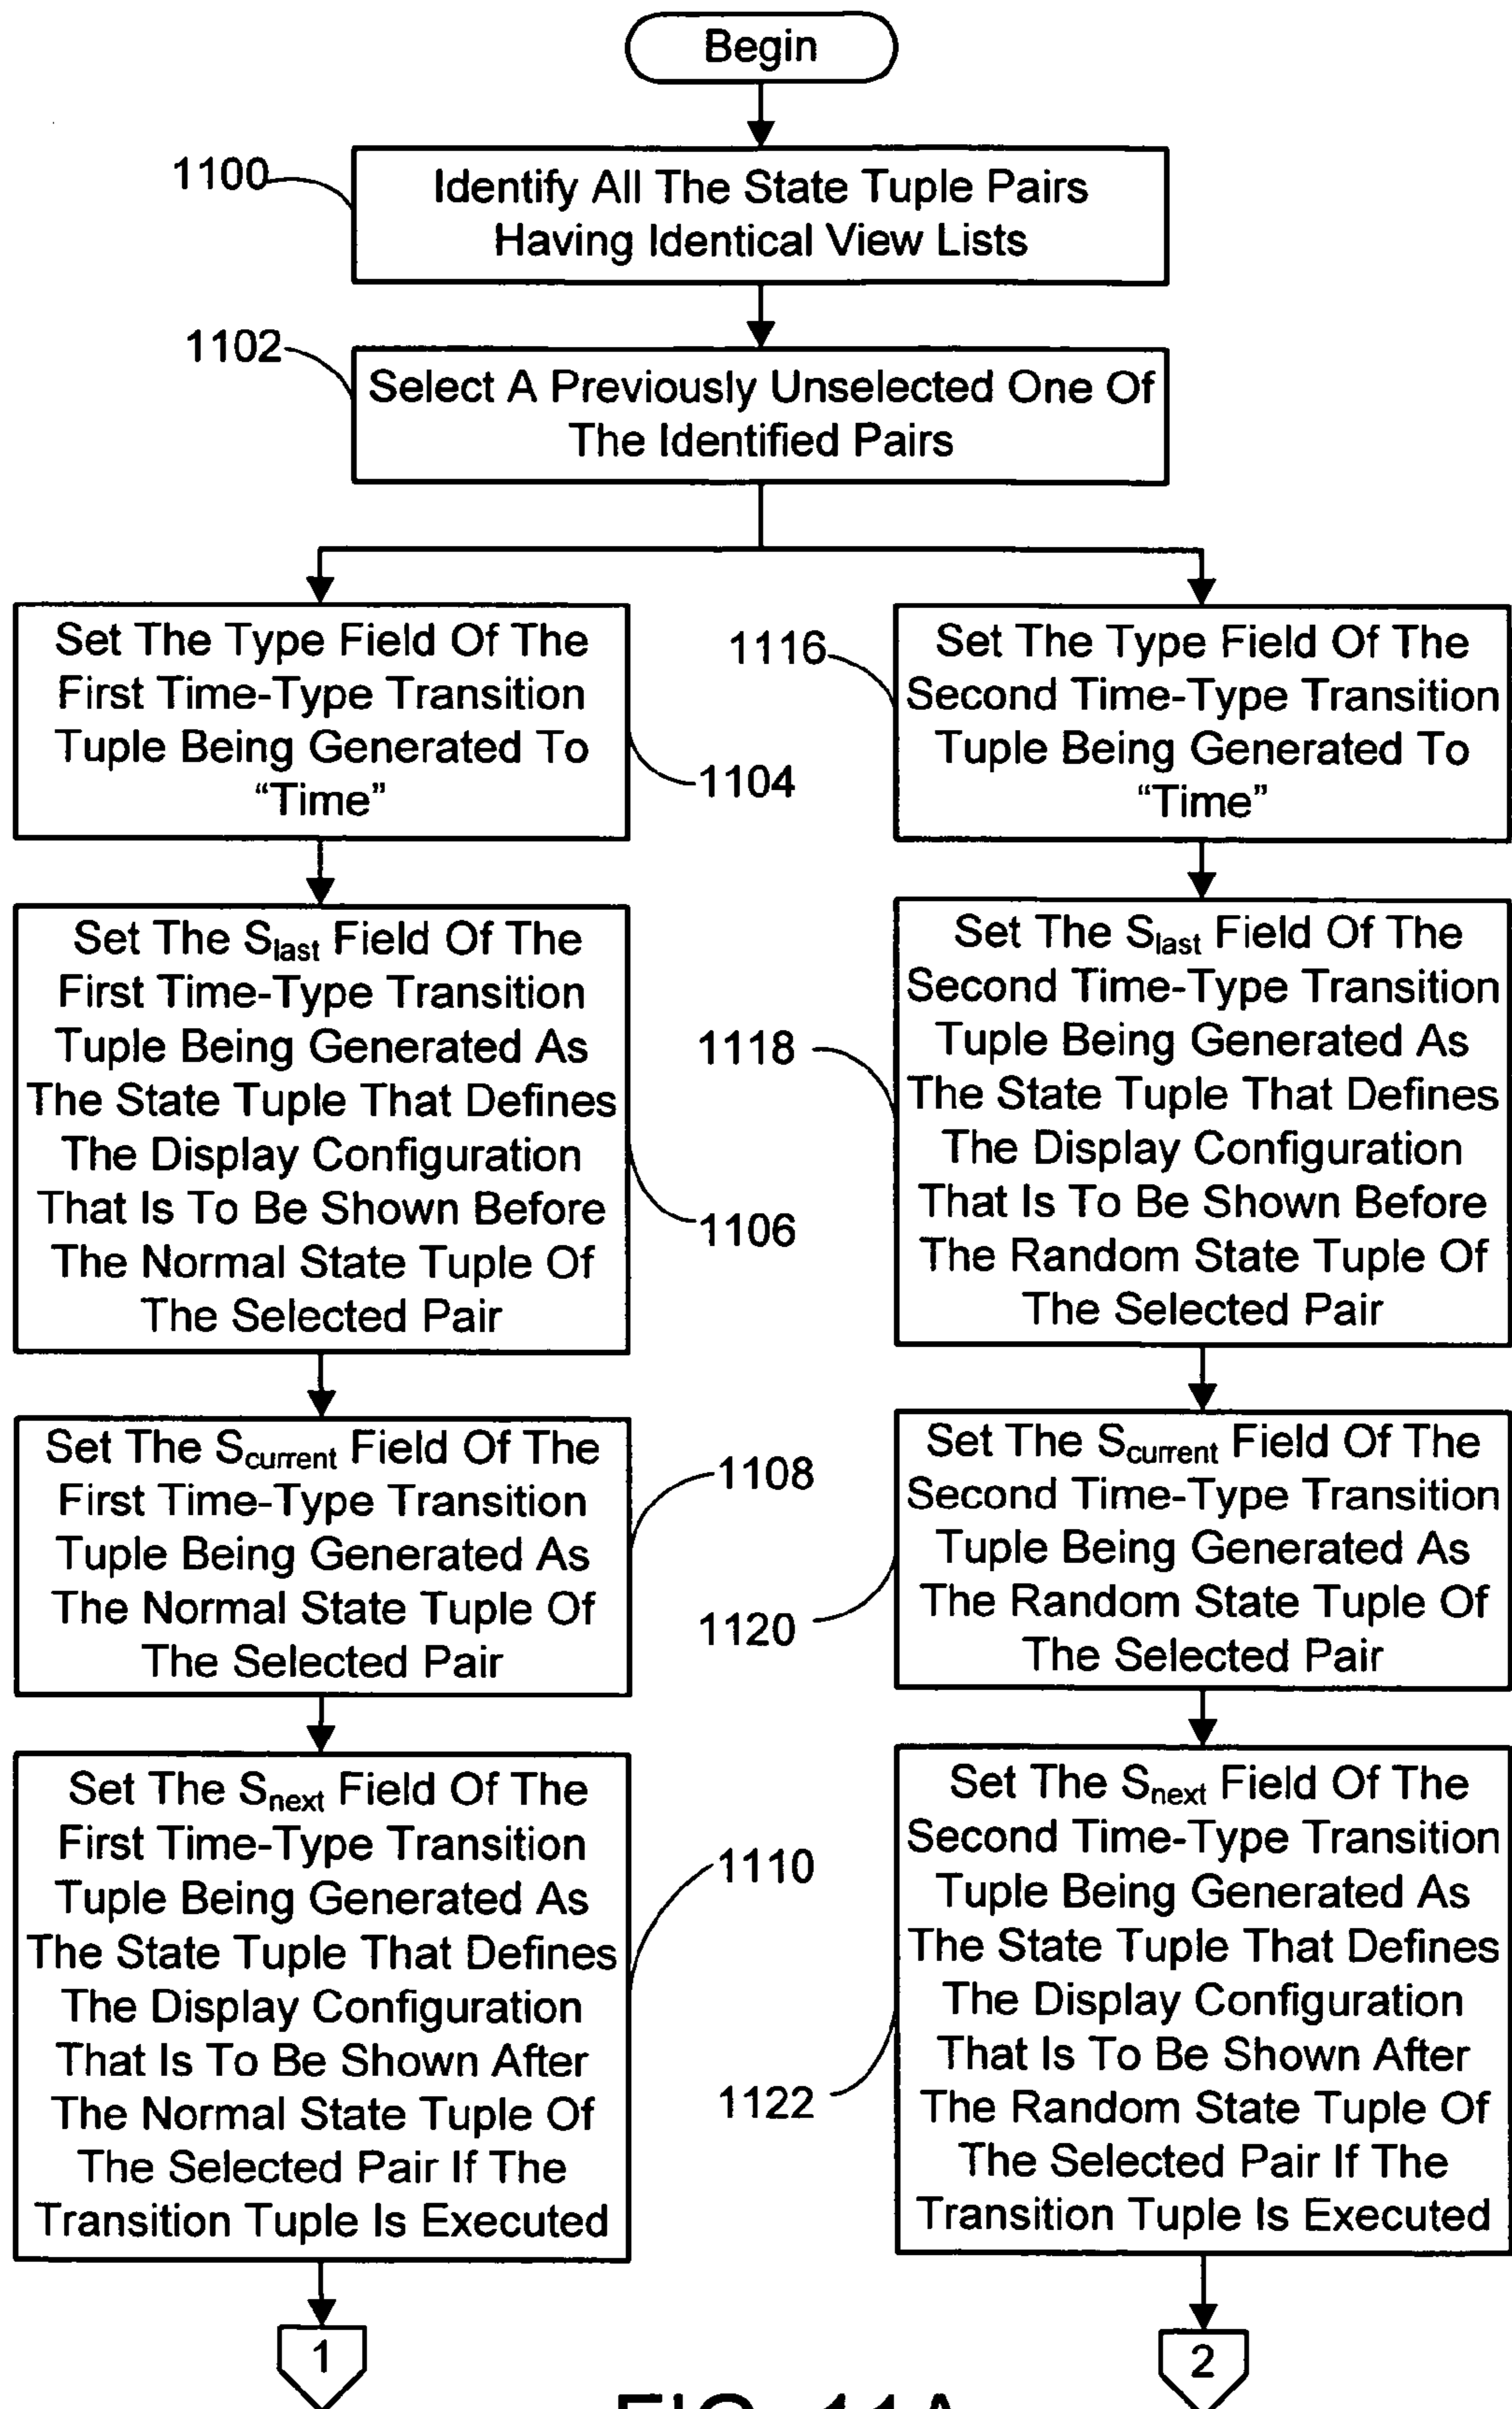 Begin
1100
Identify All The State Tuple Pairs
Having Identical View Lists
1102
Select A Previously Unselected One Of
The Identified Pairs
Set The Type Field Of The
First Time-Type Transition
Tuple Being Generated To
“Time”
1104
Set The S_last Field Of The
First Time-Type Transition
Tuple Being Generated As
The State Tuple That Defines
The Display Configuration
That Is To Be Shown Before
The Normal State Tuple Of
The Selected Pair
1106
Set The S_current Field Of The
First Time-Type Transition
Tuple Being Generated As
The Normal State Tuple Of
The Selected Pair
1108
Set The S_next Field Of The
First Time-Type Transition
Tuple Being Generated As
The State Tuple That Defines
The Display Configuration
That Is To Be Shown After
The Normal State Tuple Of
The Selected Pair If The
Transition Tuple Is Executed
1110
1
1116
Set The Type Field Of The
Second Time-Type Transition
Tuple Being Generated To
“Time”
1118
Set The S_last Field Of The
Second Time-Type Transition
Tuple Being Generated As
The State Tuple That Defines
The Display Configuration
That Is To Be Shown Before
The Random State Tuple Of
The Selected Pair
1120
Set The S_current Field Of The
Second Time-Type Transition
Tuple Being Generated As
The Random State Tuple Of
The Selected Pair
1122
Set The S_next Field Of The
Second Time-Type Transition
Tuple Being Generated As
The State Tuple That Defines
The Display Configuration
That Is To Be Shown After
The Random State Tuple Of
The Selected Pair If The
Transition Tuple Is Executed
2
FIG. 11A